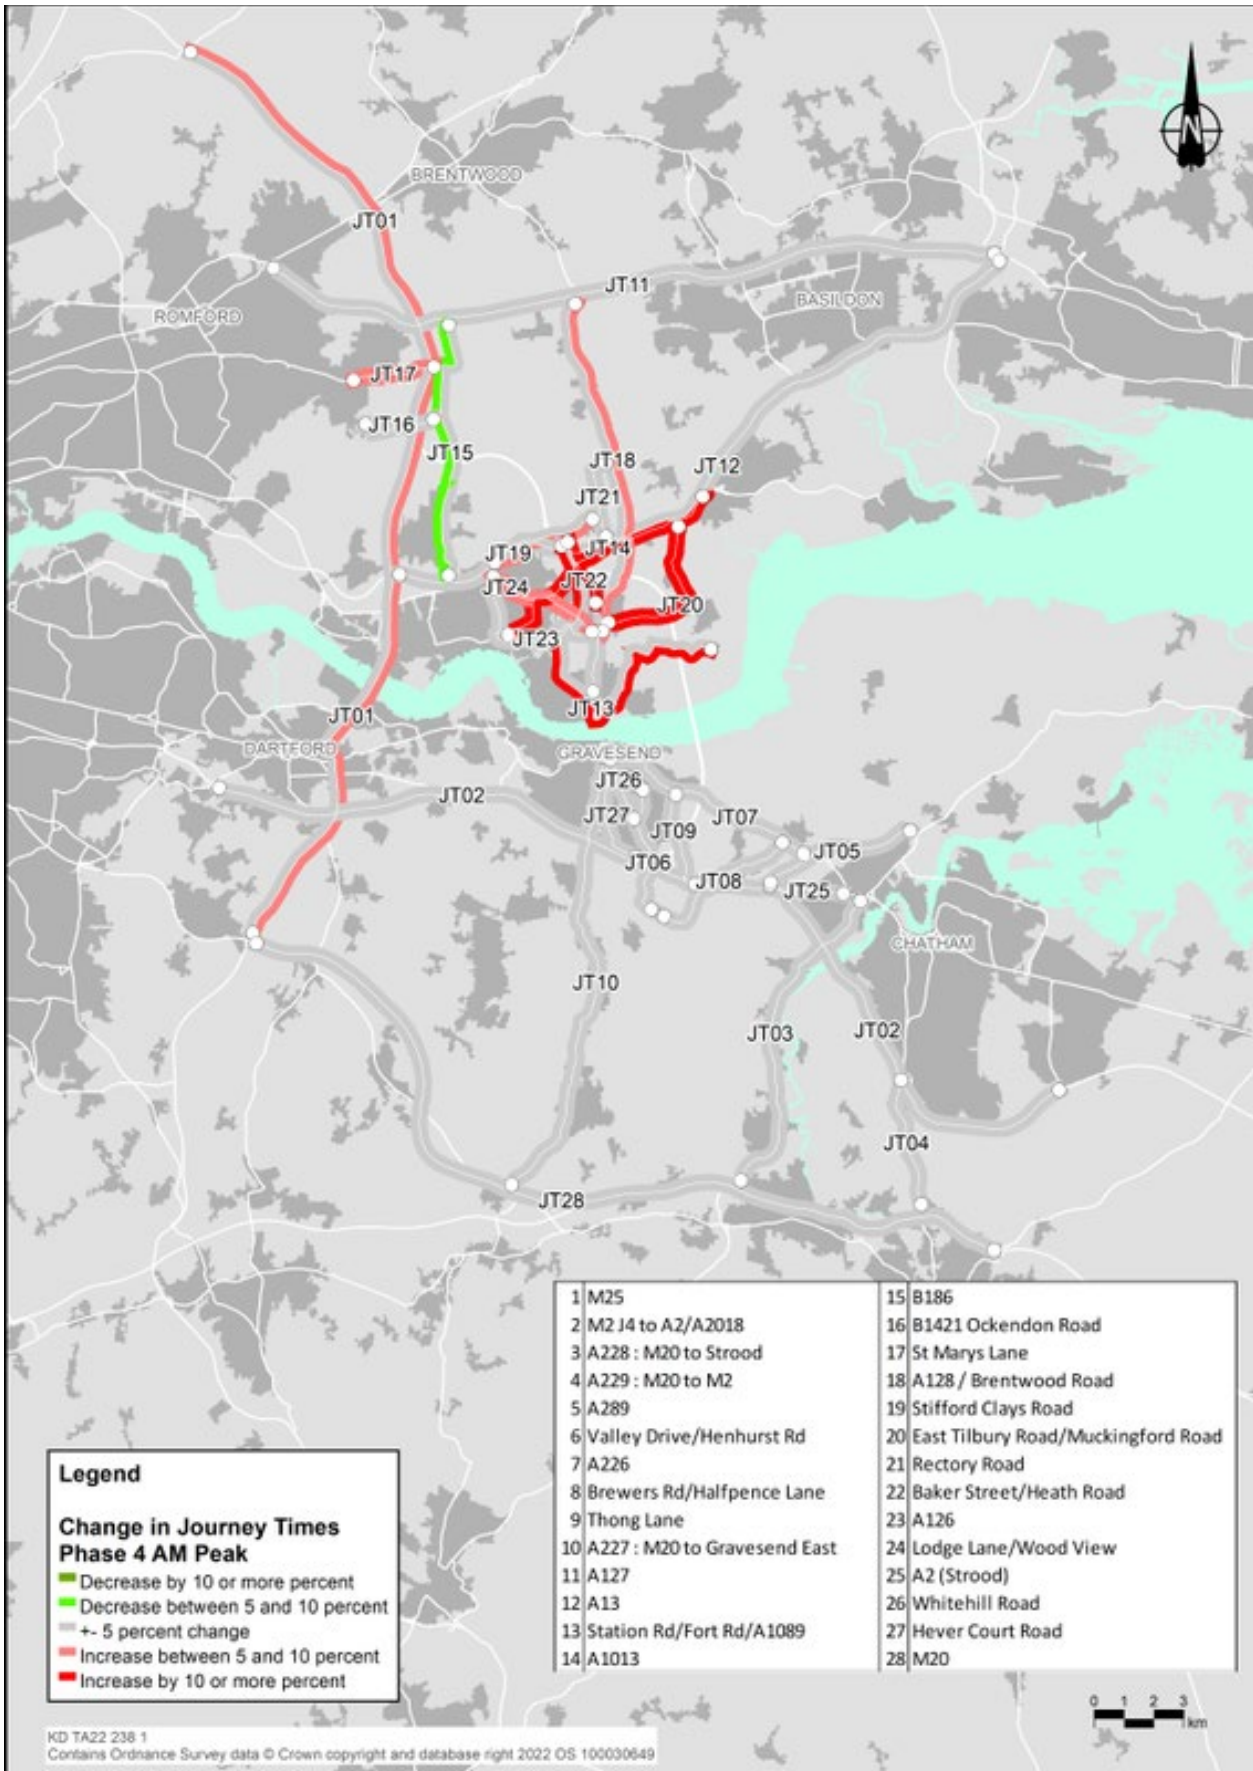 N
BRENTWOOD
JT01
JT11
BASILDON
ROMFORD
JT17
JT16
JT15
JT18
JT12
JT21
JT19
JT14
JT24
JT22
JT20
JT23
JT13
JT01
DARTFORD
GRAVESEND
JT26
JT02
JT27
JT09
JT07
JT06
JT05
JT08
JT25
CHATHAM
JT10
JT03
JT02
JT04
JT28
1 M25
2 M2 J4 to A2/A2018
3 A228 : M20 to Strood
4 A229 : M20 to M2
5 A289
6 Valley Drive/Henhurst Rd
7 A226
8 Brewers Rd/Halfpence Lane
9 Thong Lane
10 A227 : M20 to Gravesend East
11 A127
12 A13
13 Station Rd/Fort Rd/A1089
14 A1013
15 B186
16 B1421 Ockendon Road
17 St Marys Lane
18 A128 / Brentwood Road
19 Stifford Clays Road
20 East Tilbury Road/Muckingford Road
21 Rectory Road
22 Baker Street/Heath Road
23 A126
24 Lodge Lane/Wood View
25 A2 (Strood)
26 Whitehill Road
27 Hever Court Road
28 M20
Legend
Change in Journey Times
Phase 4 AM Peak
Decrease by 10 or more percent
Decrease between 5 and 10 percent
+- 5 percent change
Increase between 5 and 10 percent
Increase by 10 or more percent
0 1 2 3
km
KD TA22 238 1
Contains Ordnance Survey data © Crown copyright and database right 2022 OS 100030649